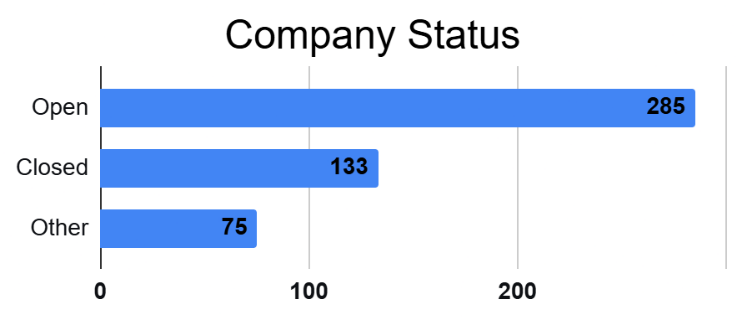 Company Status
Open 285
Closed 133
Other 75
0 100 200